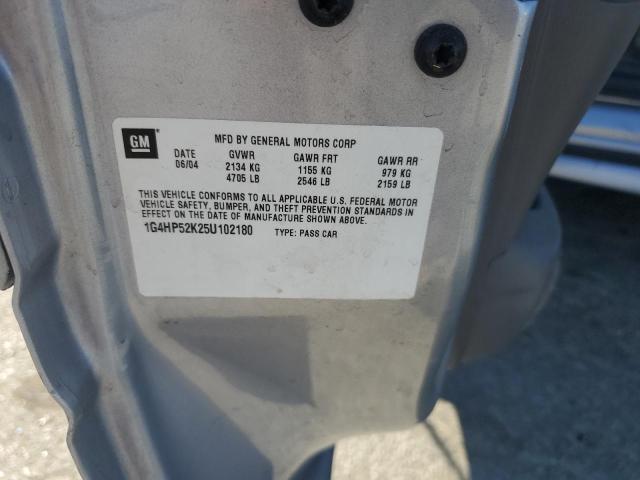 GM
MFD BY GENERAL MOTORS CORP
DATE GVWR GAWR FRT GAWR RR
06/04 2134 KG 1155 KG 979 KG
4705 LB 2546 LB 2159 LB
THIS VEHICLE CONFORMS TO ALL APPLICABLE U.S. FEDERAL MOTOR
VEHICLE SAFETY, BUMPER, AND THEFT PREVENTION STANDARDS IN
EFFECT ON THE DATE OF MANUFACTURE SHOWN ABOVE.
1G4HP52K25U102180 TYPE: PASS CAR